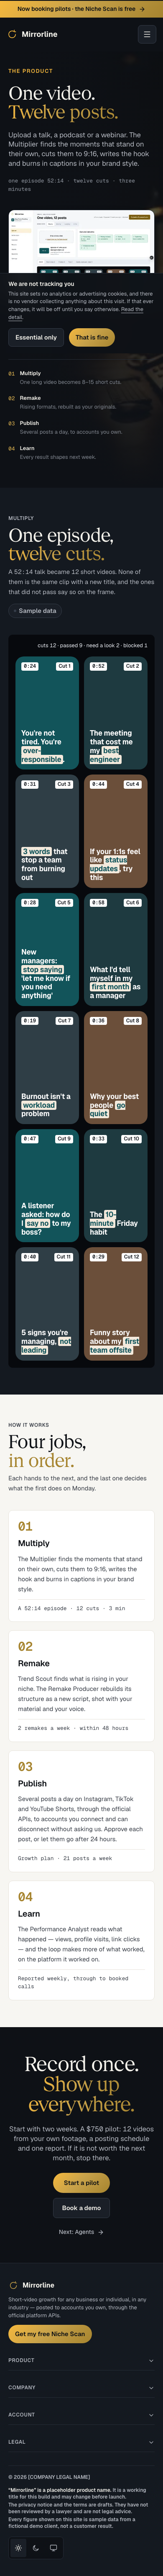 Now booking pilots · the Niche Scan is free →
Mirrorline
THE PRODUCT
One video.
Twelve posts.
Upload a talk, a podcast or a webinar. The
Multiplier finds the moments that stand on
their own, cuts them to 9:16, writes the hook
and burns in captions in your brand style.
one episode 52:14 · twelve cuts · three
minutes
We are not tracking you
This site sets no analytics or advertising cookies, and there
is no session collecting anything about this visit. If that ever
changes, it will be off until you say otherwise. Read the
detail.
Essential only
That is fine
01 Multiply
One long video becomes 8–15 short cuts.
02 Remake
Rising formats, rebuilt as your originals.
03 Publish
Several posts a day, to accounts you own.
04 Learn
Every result shapes next week.
MULTIPLY
One episode,
twelve cuts.
A 52:14 talk became 12 short videos. None of
them is the same clip with a new title, and the ones
that did not pass say so on the frame.
Sample data
cuts 12 · passed 9 · need a look 2 · blocked 1
0:24 Cut 1
You're not
tired. You're
over-
responsible.
0:52 Cut 2
The meeting
that cost me
my best
engineer
0:31 Cut 3
3 words that
stop a team
from burning
out
0:44 Cut 4
If your 1:1s feel
like status
updates, try
this
0:28 Cut 5
New
managers:
stop saying
'let me know if
you need
anything'
0:58 Cut 6
What I'd tell
myself in my
first month as
a manager
0:19 Cut 7
Burnout isn't a
workload
problem
0:36 Cut 8
Why your best
people go
quiet
0:47 Cut 9
A listener
asked: how do
I say no to my
boss?
0:33 Cut 10
The 10-
minute Friday
habit
0:40 Cut 11
5 signs you're
managing, not
leading
0:29 Cut 12
Funny story
about my first
team offsite
HOW IT WORKS
Four jobs,
in order.
Each hands to the next, and the last one decides
what the first does on Monday.
01
Multiply
The Multiplier finds the moments that stand
on their own, cuts them to 9:16, writes the
hook and burns in captions in your brand
style.
A 52:14 episode · 12 cuts · 3 min
02
Remake
Trend Scout finds what is rising in your
niche. The Remake Producer rebuilds its
structure as a new script, shot with your
material and your voice.
2 remakes a week · within 48 hours
03
Publish
Several posts a day on Instagram, TikTok
and YouTube Shorts, through the official
APIs, to accounts you connect and can
disconnect without asking us. Approve each
post, or let them go after 24 hours.
Growth plan · 21 posts a week
04
Learn
The Performance Analyst reads what
happened — views, profile visits, link clicks
— and the loop makes more of what worked,
on the platform it worked on.
Reported weekly, through to booked
calls
Record once.
Show up
everywhere.
Start with two weeks. A $750 pilot: 12 videos
from your own footage, a posting schedule
and one report. If it is not worth the next
month, stop there.
Start a pilot
Book a demo
Next: Agents →
Mirrorline
Short-video growth for any business or individual, in any
industry — posted to accounts you own, through the
official platform APIs.
Get my free Niche Scan
PRODUCT
COMPANY
ACCOUNT
LEGAL
© 2026 [COMPANY LEGAL NAME]
“Mirrorline” is a placeholder product name. It is a working
title for this build and may change before launch.
The privacy notice and the terms are drafts. They have not
been reviewed by a lawyer and are not legal advice.
Every figure shown on this site is sample data from a
fictional demo client, not a customer result.